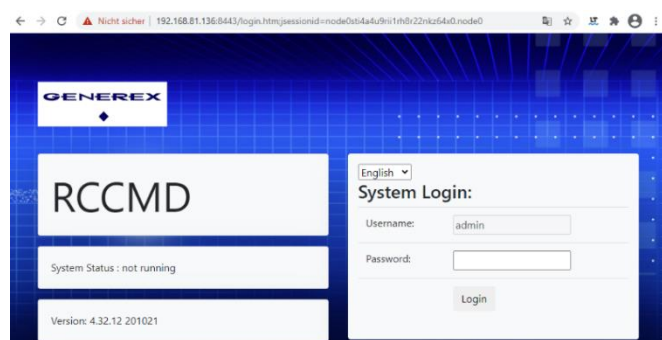 Nicht sicher | 192.168.81.136:8443/login.htm;jsessionid=node0sti4a4u9rii1rh8r22nkz64x0.node0
GENEREX
English
System Login:
RCCMD
Username: admin
Password:
System Status : not running
Login
Version: 4.32.12 201021